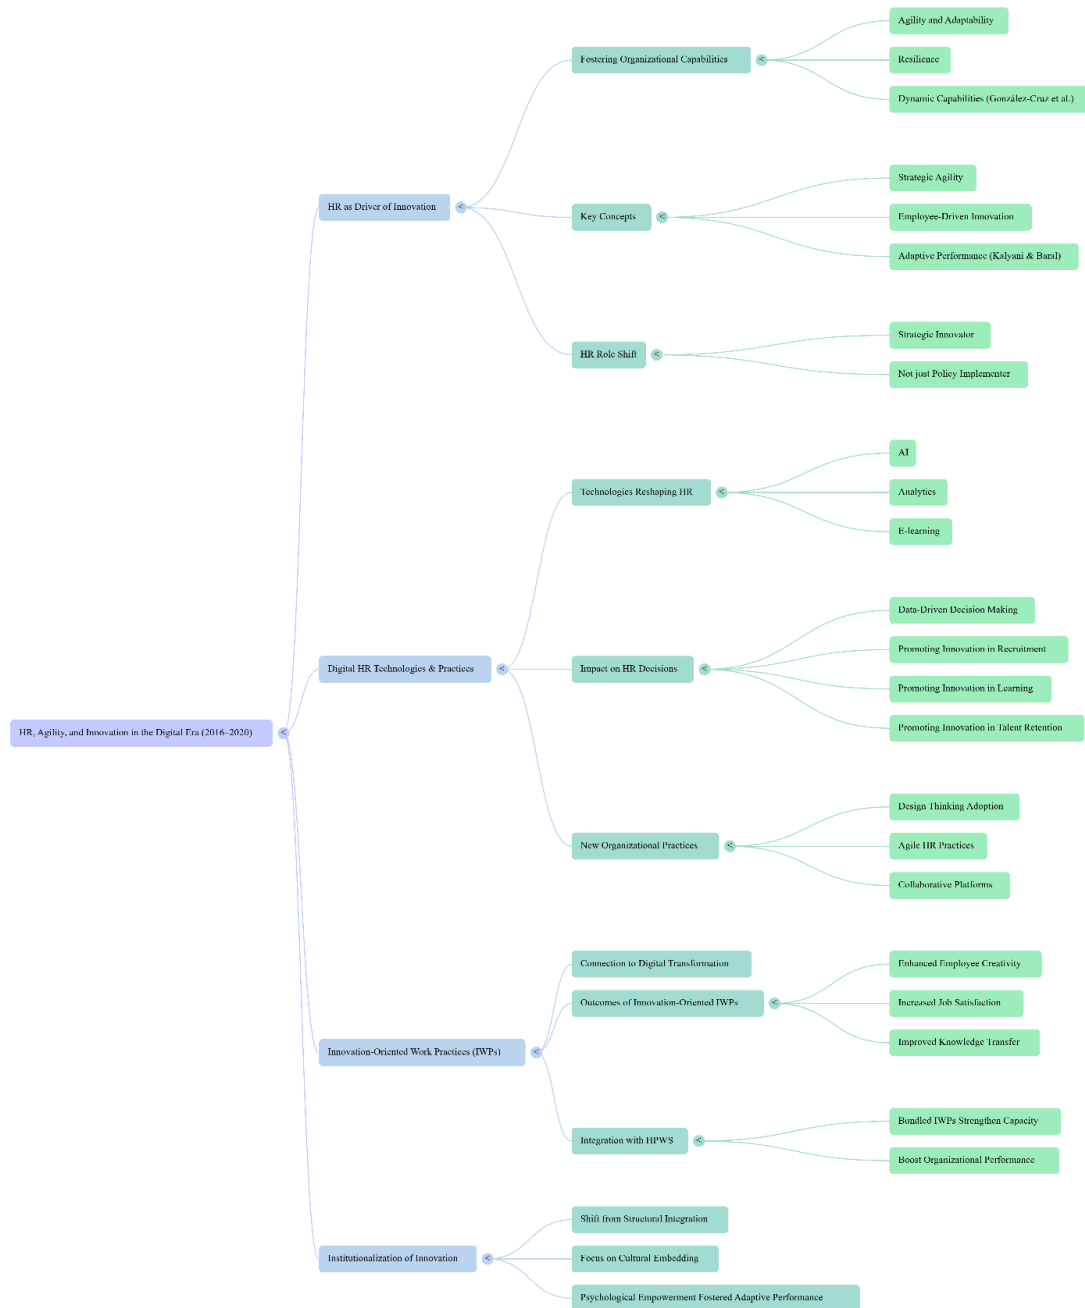 HR, Agility, and Innovation in the Digital Era (2016–2020)
HR as Driver of Innovation
Fostering Organizational Capabilities
Agility and Adaptability
Resilience
Dynamic Capabilities (González-Cruz et al.)
Key Concepts
Strategic Agility
Employee-Driven Innovation
Adaptive Performance (Kalyani & Baral)
HR Role Shift
Strategic Innovator
Not just Policy Implementer
Digital HR Technologies & Practices
Technologies Reshaping HR
AI
Analytics
E-learning
Impact on HR Decisions
Data-Driven Decision Making
Promoting Innovation in Recruitment
Promoting Innovation in Learning
Promoting Innovation in Talent Retention
New Organizational Practices
Design Thinking Adoption
Agile HR Practices
Collaborative Platforms
Innovation-Oriented Work Practices (IWPs)
Connection to Digital Transformation
Outcomes of Innovation-Oriented IWPs
Enhanced Employee Creativity
Increased Job Satisfaction
Improved Knowledge Transfer
Integration with HPWS
Bundled IWPs Strengthen Capacity
Boost Organizational Performance
Institutionalization of Innovation
Shift from Structural Integration
Focus on Cultural Embedding
Psychological Empowerment Fostered Adaptive Performance